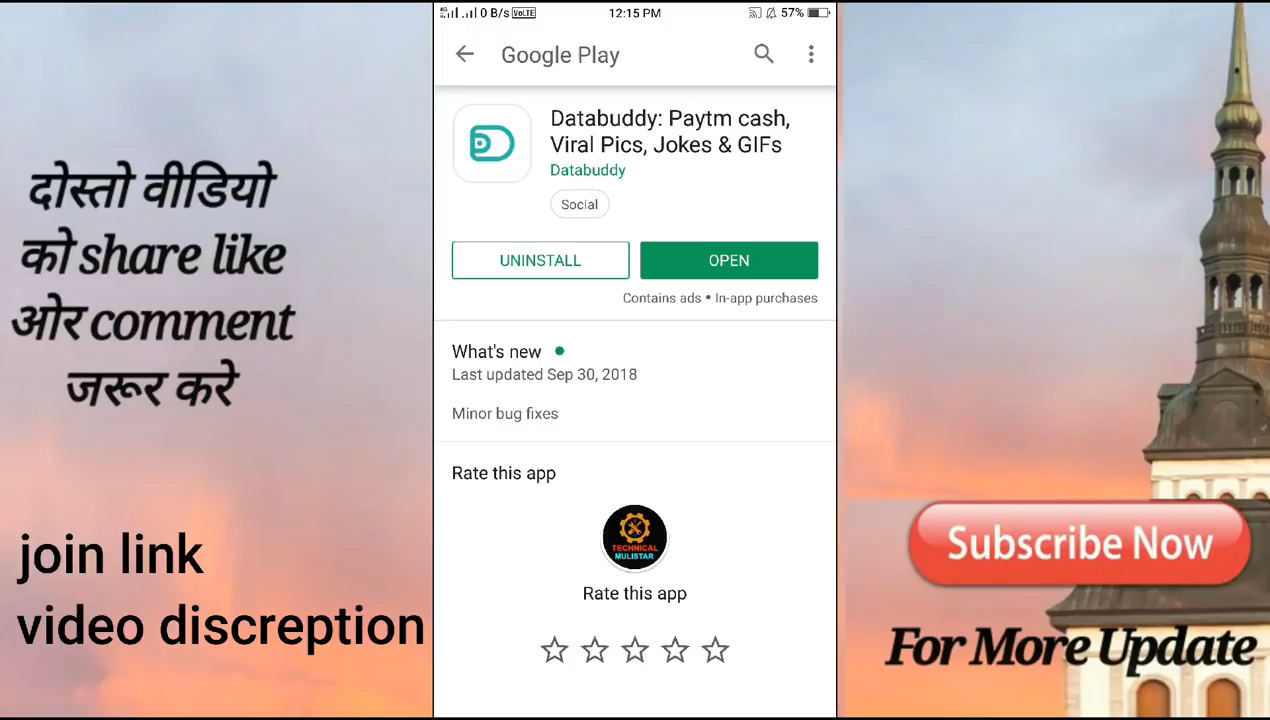 4G 0 B/s VoLTE 12:15 PM 57%
Google Play
Databuddy: Paytm cash,
Viral Pics, Jokes & GIFs
Databuddy
Social
UNINSTALL OPEN
Contains ads • In-app purchases
What's new
Last updated Sep 30, 2018
Minor bug fixes
Rate this app
TECHNICAL
MULISTAR
Rate this app
दोस्तो वीडियो
को share like
ओर comment
जरूर करे
join link
video discreption
Subscribe Now
For More Update